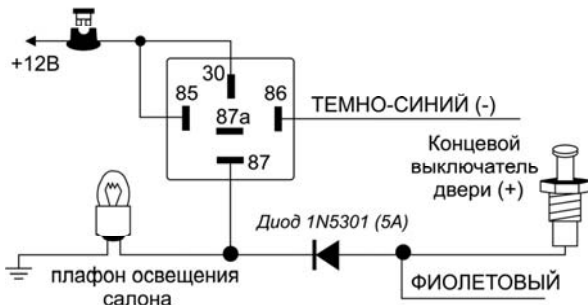 +12В
30
85
86
87a
87
ТЕМНО-СИНИЙ (-)
Концевой
выключатель
двери (+)
Диод 1N5301 (5А)
плафон освещения
салона
ФИОЛЕТОВЫЙ